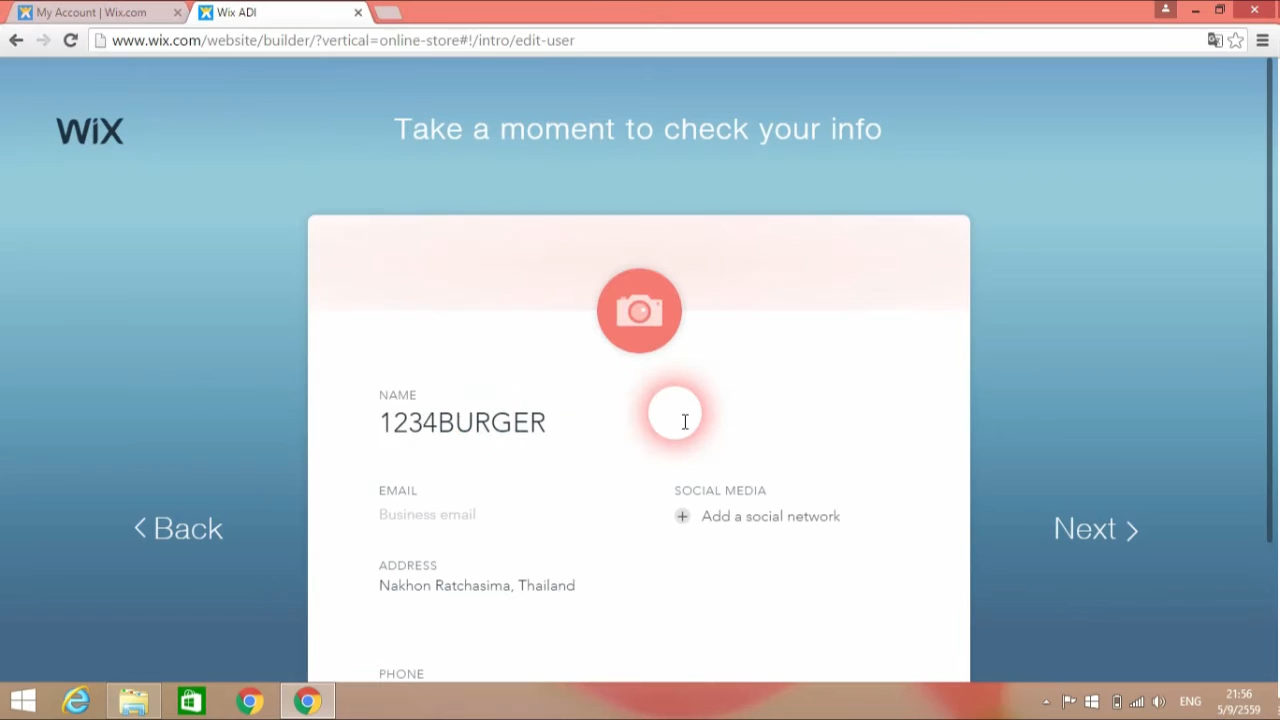 My Account | Wix.com
Wix ADI
www.wix.com/website/builder/?vertical=online-store#!/intro/edit-user
WiX
Take a moment to check your info
NAME
1234BURGER
EMAIL
Business email
SOCIAL MEDIA
+ Add a social network
< Back
Next >
ADDRESS
Nakhon Ratchasima, Thailand
PHONE
ENG
21:56
5/9/2559